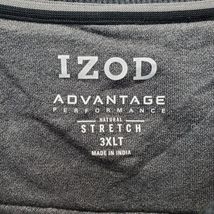 IZOD
ADVANTAGE
PERFORMANCE
NATURAL
STRETCH
3XLT
MADE IN INDIA